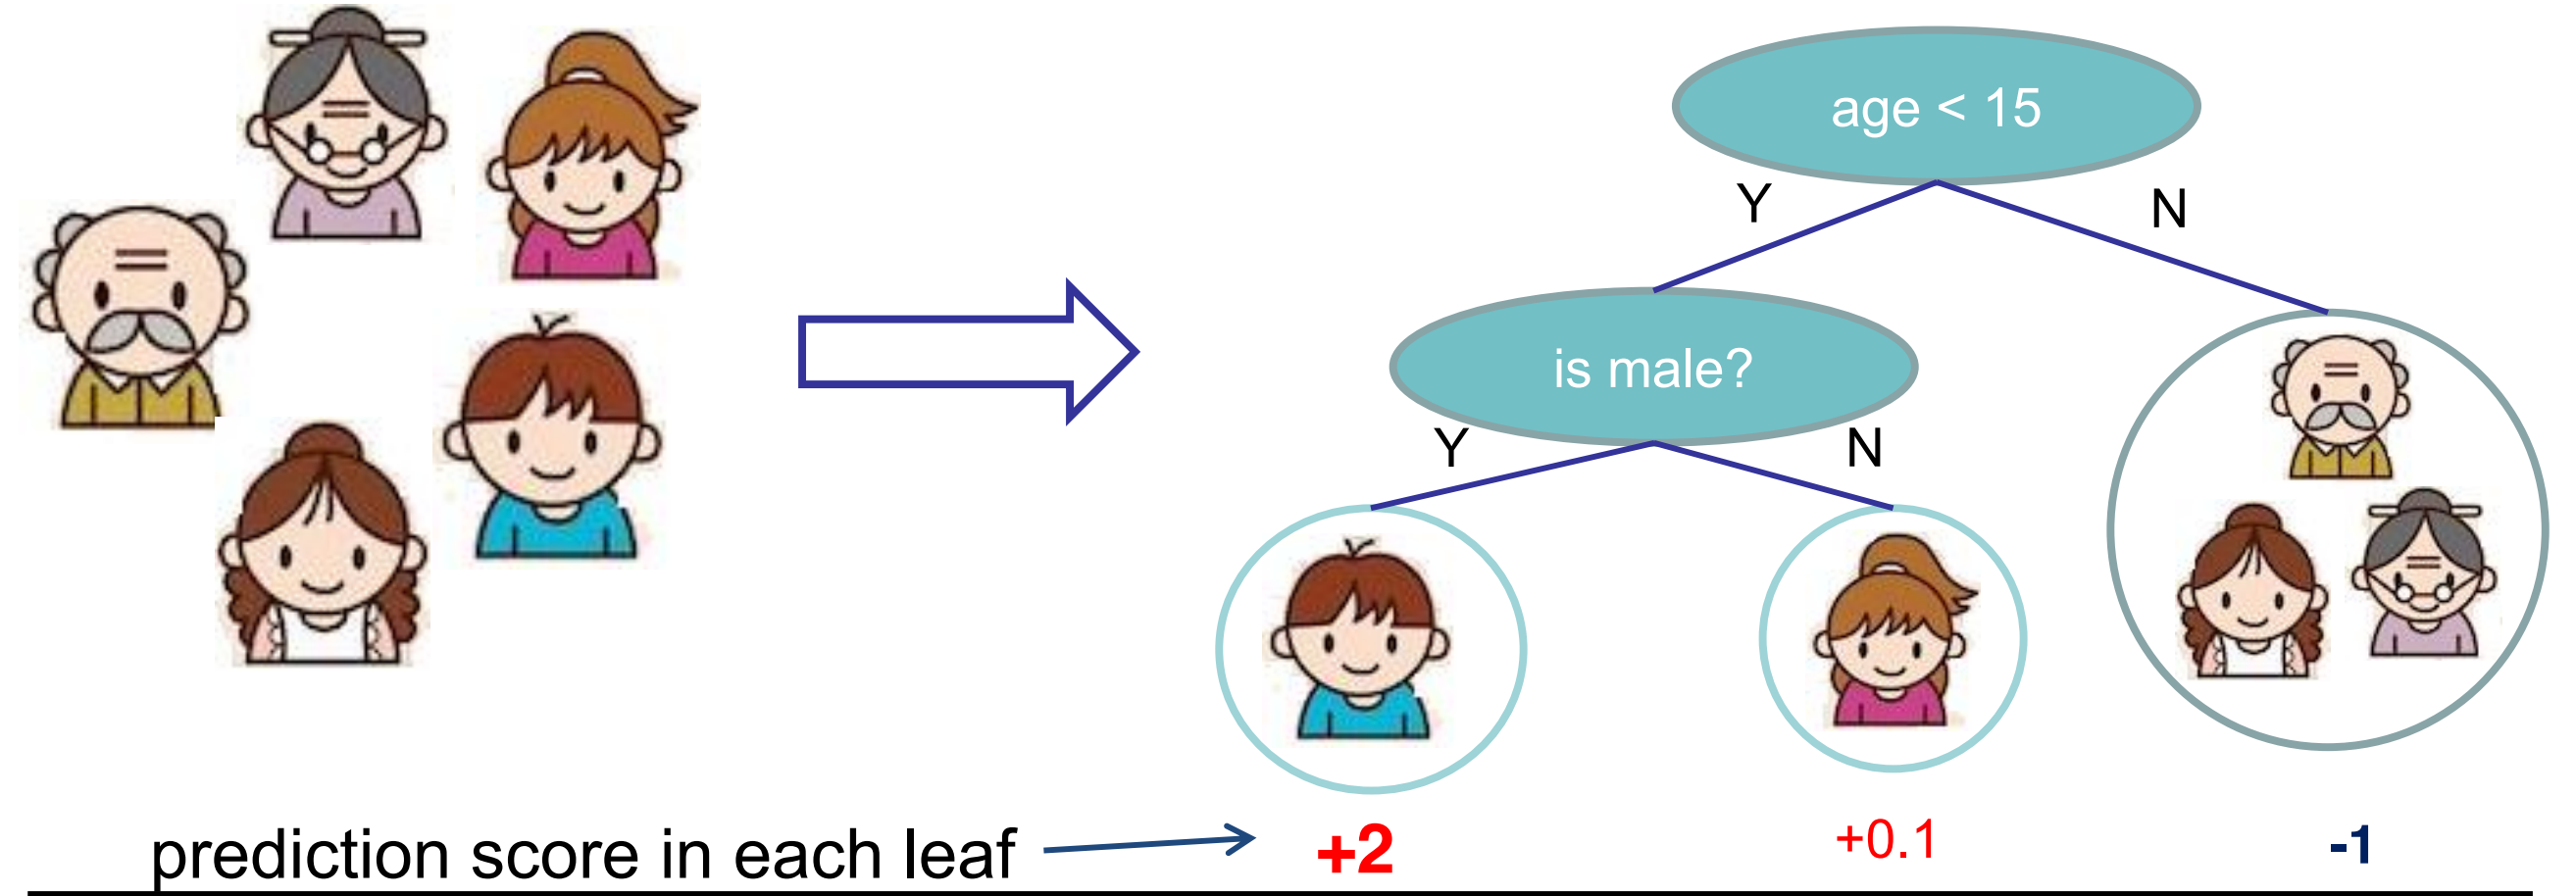 age < 15
Y
N
is male?
Y
N
prediction score in each leaf
+2
+0.1
-1